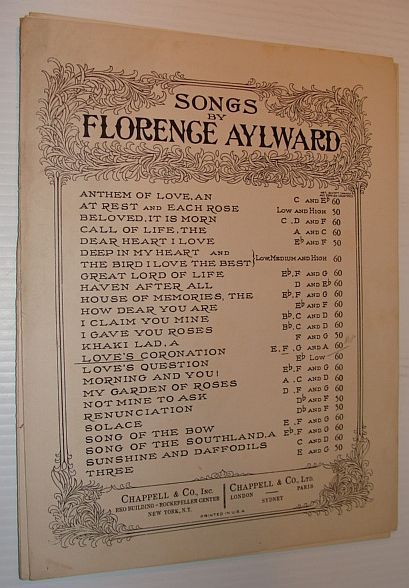 SONGS
BY
FLORENCE AYLWARD
ANTHEM OF LOVE, AN C AND E♭ 60
AT REST AND EACH ROSE LOW AND HIGH 50
BELOVED, IT IS MORN C, D AND F 60
CALL OF LIFE, THE A AND C 60
DEAR HEART I LOVE E♭ AND F 50
DEEP IN MY HEART AND
THE BIRD I LOVE THE BEST } LOW, MEDIUM AND HIGH 60
GREAT LORD OF LIFE E♭, F AND G 60
HAVEN AFTER ALL D AND E♭ 60
HOUSE OF MEMORIES, THE E♭, F AND G 60
HOW DEAR YOU ARE E♭ AND F 60
I CLAIM YOU MINE B♭, C AND D 60
I GAVE YOU ROSES B♭, C AND D 60
KHAKI LAD, A F AND G 50
LOVE'S CORONATION E, F, G AND A 60
LOVE'S QUESTION E♭ LOW 60
MORNING AND YOU! E♭, F AND G 60
MY GARDEN OF ROSES A, C AND D 60
NOT MINE TO ASK D, F AND G 60
RENUNCIATION D♭ AND F 50
SOLACE D♭ AND F 50
SONG OF THE BOW E, F AND G 60
SONG OF THE SOUTHLAND, A E♭, F AND G 60
SUNSHINE AND DAFFODILS C AND D 60
THREE E AND G 50
CHAPPELL & CO., INC.
RKO BUILDING - ROCKEFELLER CENTER
NEW YORK, N.Y.
CHAPPELL & CO., LTD.
LONDON PARIS
SYDNEY
PRINTED IN U.S.A.